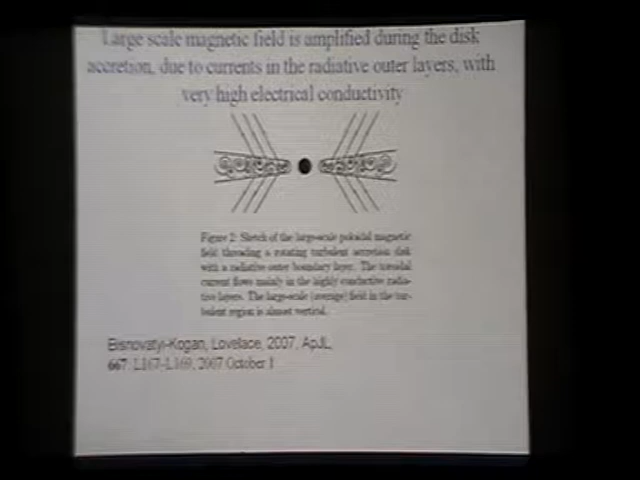 Large scale magnetic field is amplified during the disk
accretion, due to currents in the radiative outer layers, with
very high electrical conductivity
Figure 2: Sketch of the large-scale poloidal magnetic
field threading a rotating turbulent accretion disk
with a radiative outer boundary layer. The toroidal
current flows mainly in the highly conductive radia-
tive layers. The large-scale (average) field in the tur-
bulent region is almost vertical.
Bisnovatyi-Kogan, Lovelace, 2007, ApJL,
667: L167–L169, 2007 October 1